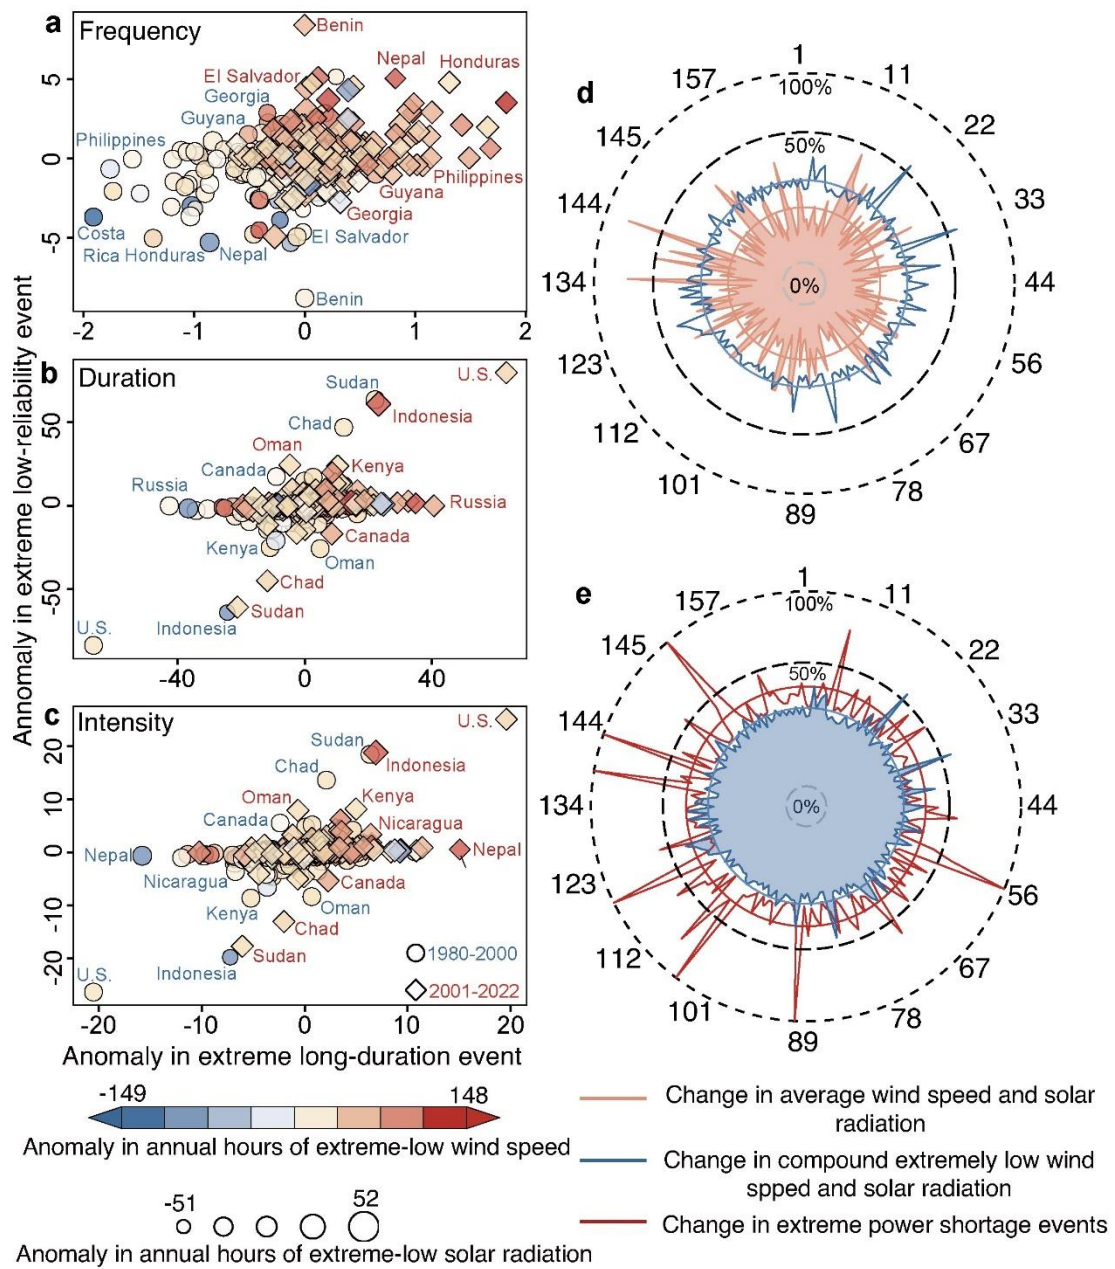 a
Frequency
Benin
El Salvador
Nepal
Honduras
Georgia
Guyana
Philippines
Philippines
Guyana
Georgia
Costa
Rica
Honduras
Nepal
El Salvador
Benin
5
0
-5
-2
-1
0
1
2
b
Duration
Sudan
U.S.
Indonesia
Chad
Oman
Canada
Kenya
Russia
Russia
Canada
Kenya
Oman
Chad
Sudan
Indonesia
U.S.
50
0
-50
-40
0
40
c
Intensity
U.S.
Sudan
Indonesia
Chad
Oman
Kenya
Canada
Nicaragua
Nepal
Nepal
Nicaragua
Canada
Kenya
Oman
Chad
Sudan
Indonesia
U.S.
1980-2000
2001-2022
20
10
0
-10
-20
-20
-10
0
10
20
Annomaly in extreme low-reliability event
Anomaly in extreme long-duration event
-149
148
Anomaly in annual hours of extreme-low wind speed
-51
52
Anomaly in annual hours of extreme-low solar radiation
d
1
11
22
33
44
56
67
78
89
101
112
123
134
144
145
157
100%
50%
0%
e
1
11
22
33
44
56
67
78
89
101
112
123
134
144
145
157
100%
50%
0%
Change in average wind speed and solar
radiation
Change in compound extremely low wind
spped and solar radiation
Change in extreme power shortage events